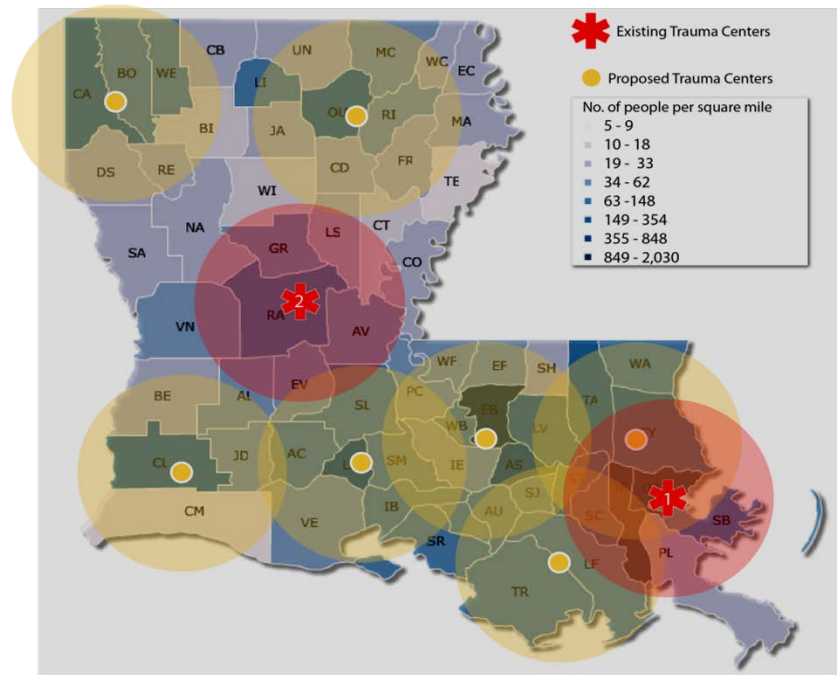 Existing Trauma Centers
Proposed Trauma Centers
No. of people per square mile
5 - 9
10 - 18
19 - 33
34 - 62
63 - 148
149 - 354
355 - 848
849 - 2,030
CB
UN
MC
WC
EC
CA
BO
WE
LI
OU
RI
MA
BI
JA
DS
RE
CD
FR
TE
WI
LS
CT
SA
NA
GR
CO
VN
RA
2
AV
BE
AL
EV
SL
PC
WF
EF
SH
WA
TA
EB
WB
LV
CL
JD
AC
SM
IE
AS
CM
VE
IB
AU
SJ
SC
1
SB
SR
PL
TR
LF